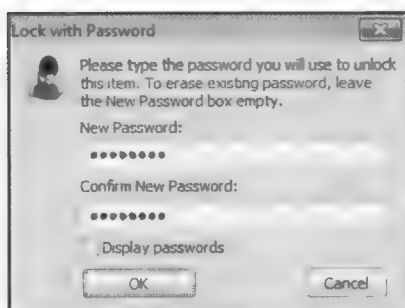 Lock with Password
Please type the password you will use to unlock
this item. To erase existing password, leave
the New Password box empty.
New Password:
••••••••
Confirm New Password:
••••••••
Display passwords
OK
Cancel